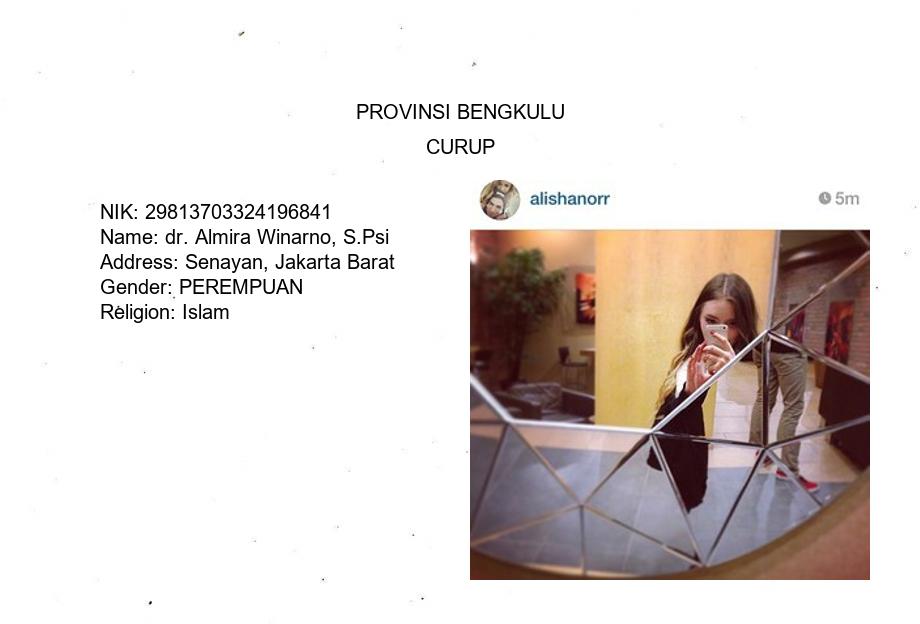 PROVINSI BENGKULU
CURUP
NIK: 29813703324196841
Name: dr. Almira Winarno, S.Psi
Address: Senayan, Jakarta Barat
Gender: PEREMPUAN
Religion: Islam
alishanorr
5m